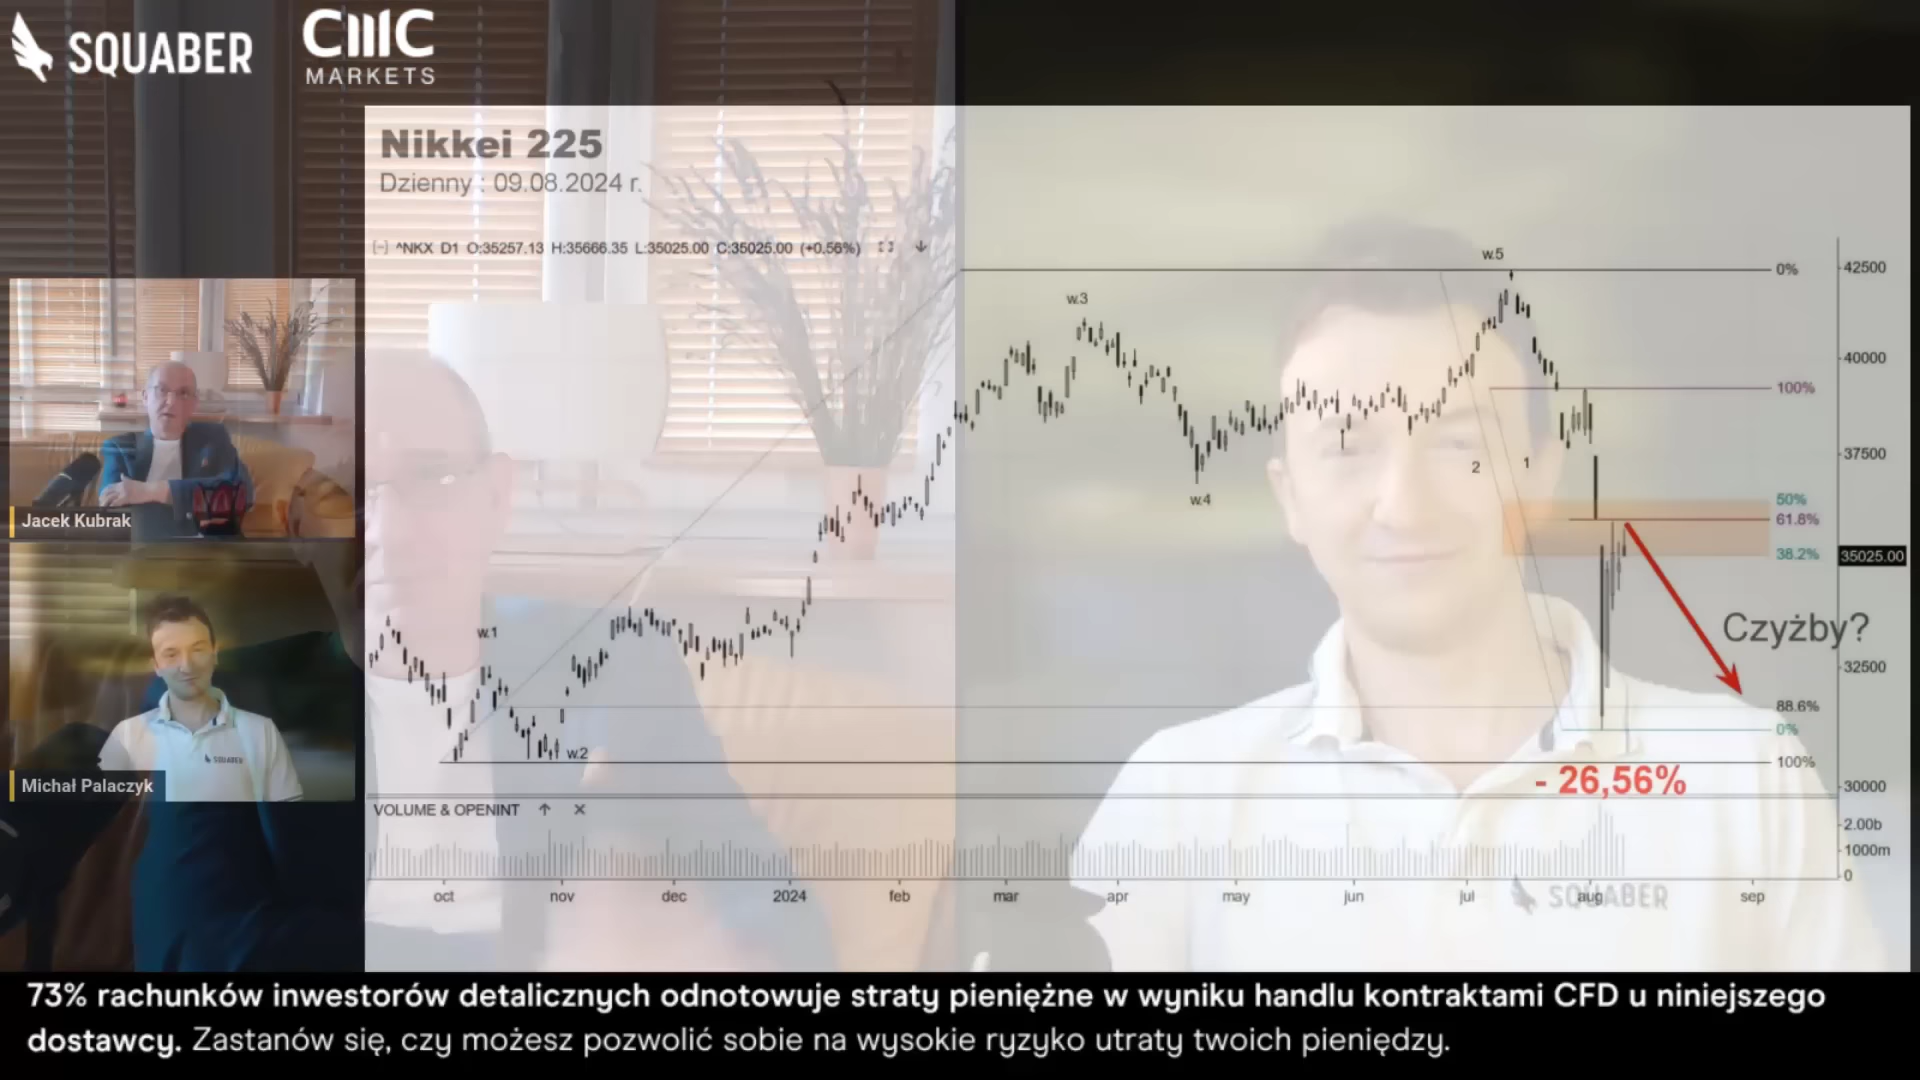 SQUABER
CMC
MARKETS
Nikkei 225
Dzienny : 09.08.2024 r.
[-] ^NKX D1 O:35257.13 H:35666.35 L:35025.00 C:35025.00 (+0.56%)
w.5
0%
42500
w.3
40000
100%
37500
2
1
w.4
50%
61.8%
38.2%
35025.00
Jacek Kubrak
w.1
Czyżby?
32500
88.6%
0%
w.2
100%
SQUABER
Michał Palaczyk
- 26,56%
30000
VOLUME & OPENINT
2.00b
1000m
0
oct nov dec 2024 feb mar apr may jun jul aug sep
SQUABER
73% rachunków inwestorów detalicznych odnotowuje straty pieniężne w wyniku handlu kontraktami CFD u niniejszego
dostawcy. Zastanów się, czy możesz pozwolić sobie na wysokie ryzyko utraty twoich pieniędzy.